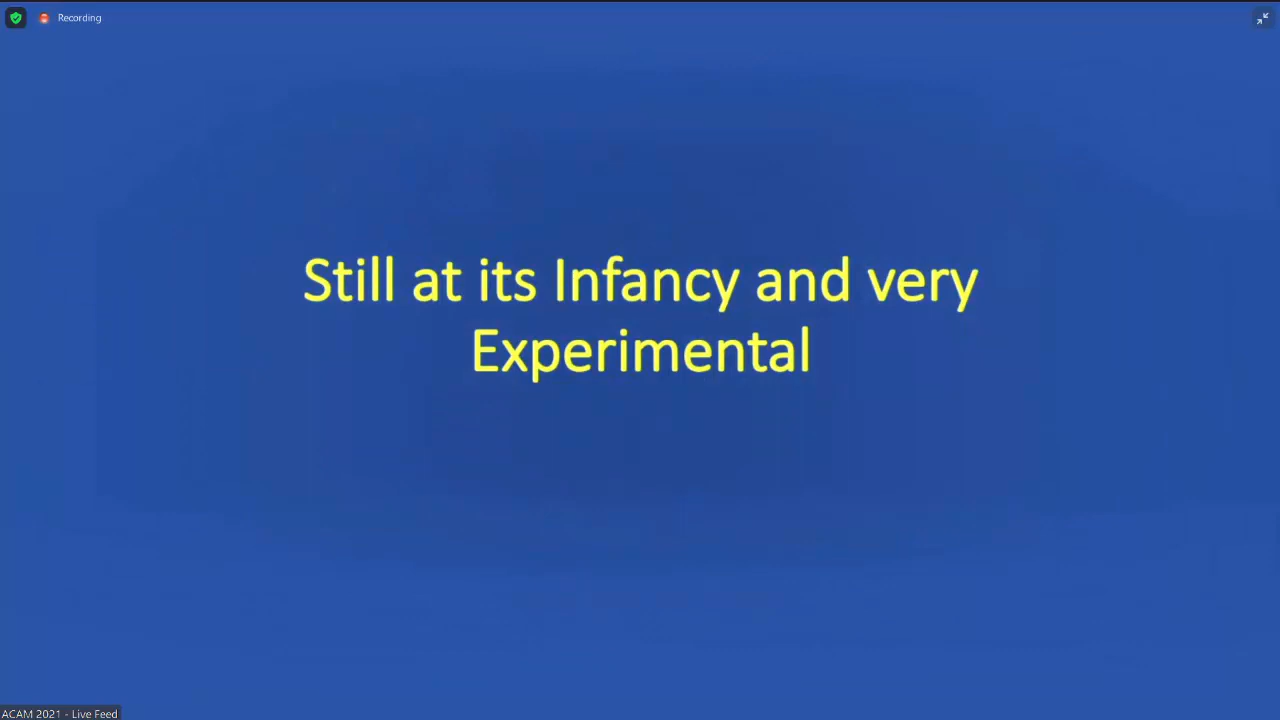 Recording
Still at its Infancy and very
Experimental
ACAM 2021 - Live Feed